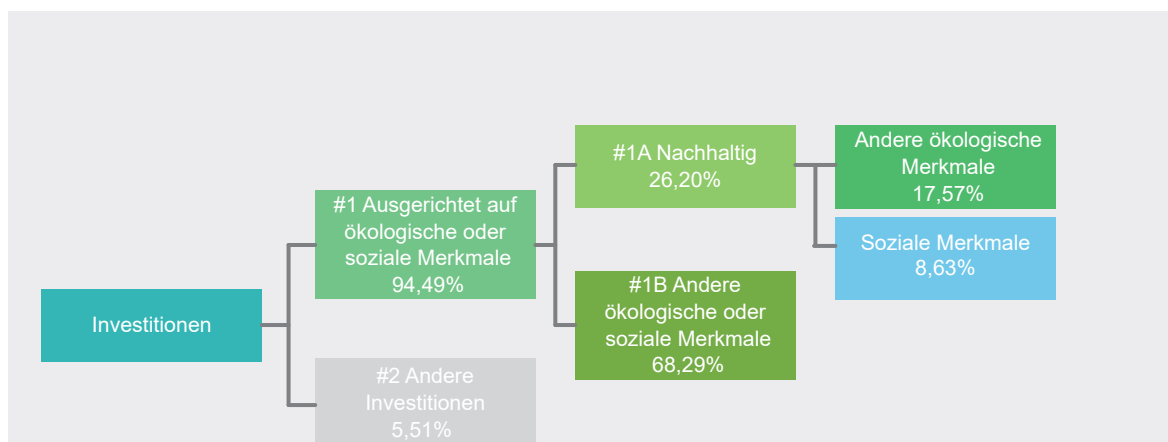 Investitionen
#1 Ausgerichtet auf
ökologische oder
soziale Merkmale
94,49%
#2 Andere
Investitionen
5,51%
#1A Nachhaltig
26,20%
#1B Andere
ökologische oder
soziale Merkmale
68,29%
Andere ökologische
Merkmale
17,57%
Soziale Merkmale
8,63%